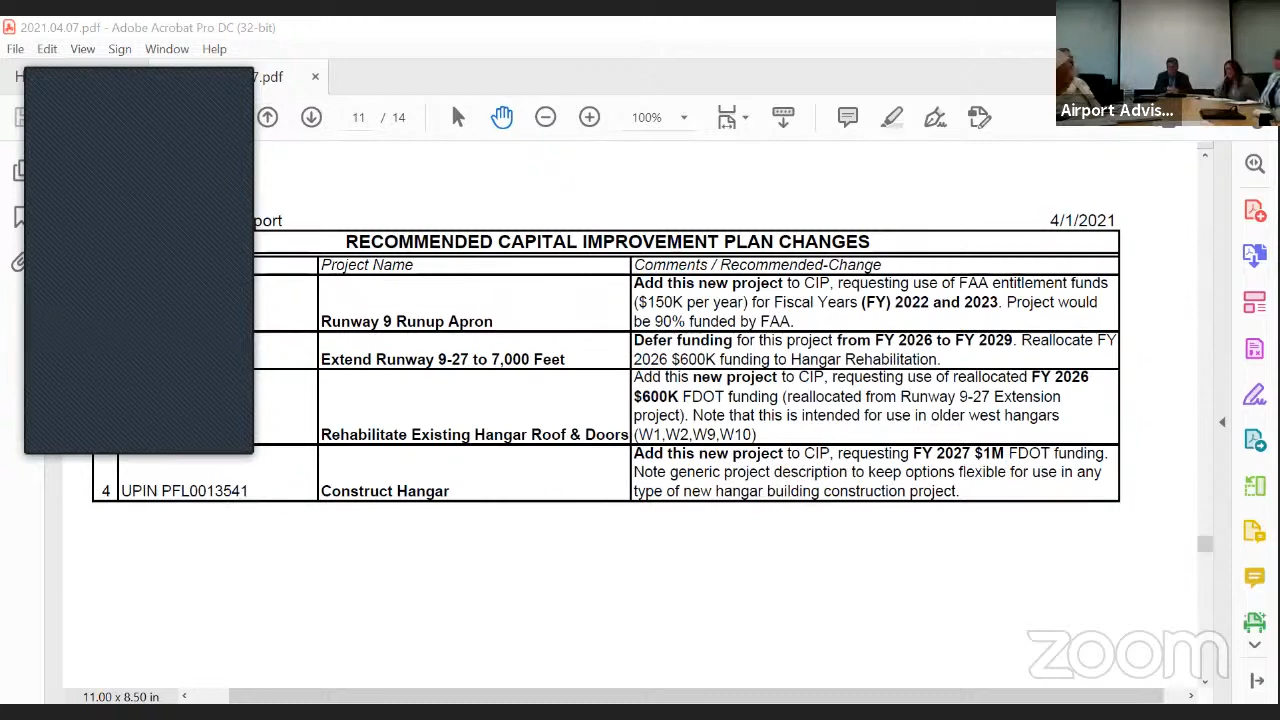 2021.04.07.pdf - Adobe Acrobat Pro DC (32-bit)
File Edit View Sign Window Help
H 7.pdf ×
11 / 14 100%
Airport Advis...
port 4/1/2021
RECOMMENDED CAPITAL IMPROVEMENT PLAN CHANGES
Project Name Comments / Recommended-Change
Add this new project to CIP, requesting use of FAA entitlement funds
($150K per year) for Fiscal Years (FY) 2022 and 2023. Project would
Runway 9 Runup Apron be 90% funded by FAA.
Defer funding for this project from FY 2026 to FY 2029. Reallocate FY
Extend Runway 9-27 to 7,000 Feet 2026 $600K funding to Hangar Rehabilitation.
Add this new project to CIP, requesting use of reallocated FY 2026
$600K FDOT funding (reallocated from Runway 9-27 Extension
project). Note that this is intended for use in older west hangars
Rehabilitate Existing Hangar Roof & Doors (W1,W2,W9,W10)
Add this new project to CIP, requesting FY 2027 $1M FDOT funding.
Note generic project description to keep options flexible for use in any
4 UPIN PFL0013541 Construct Hangar type of new hangar building construction project.
zoom
11.00 x 8.50 in